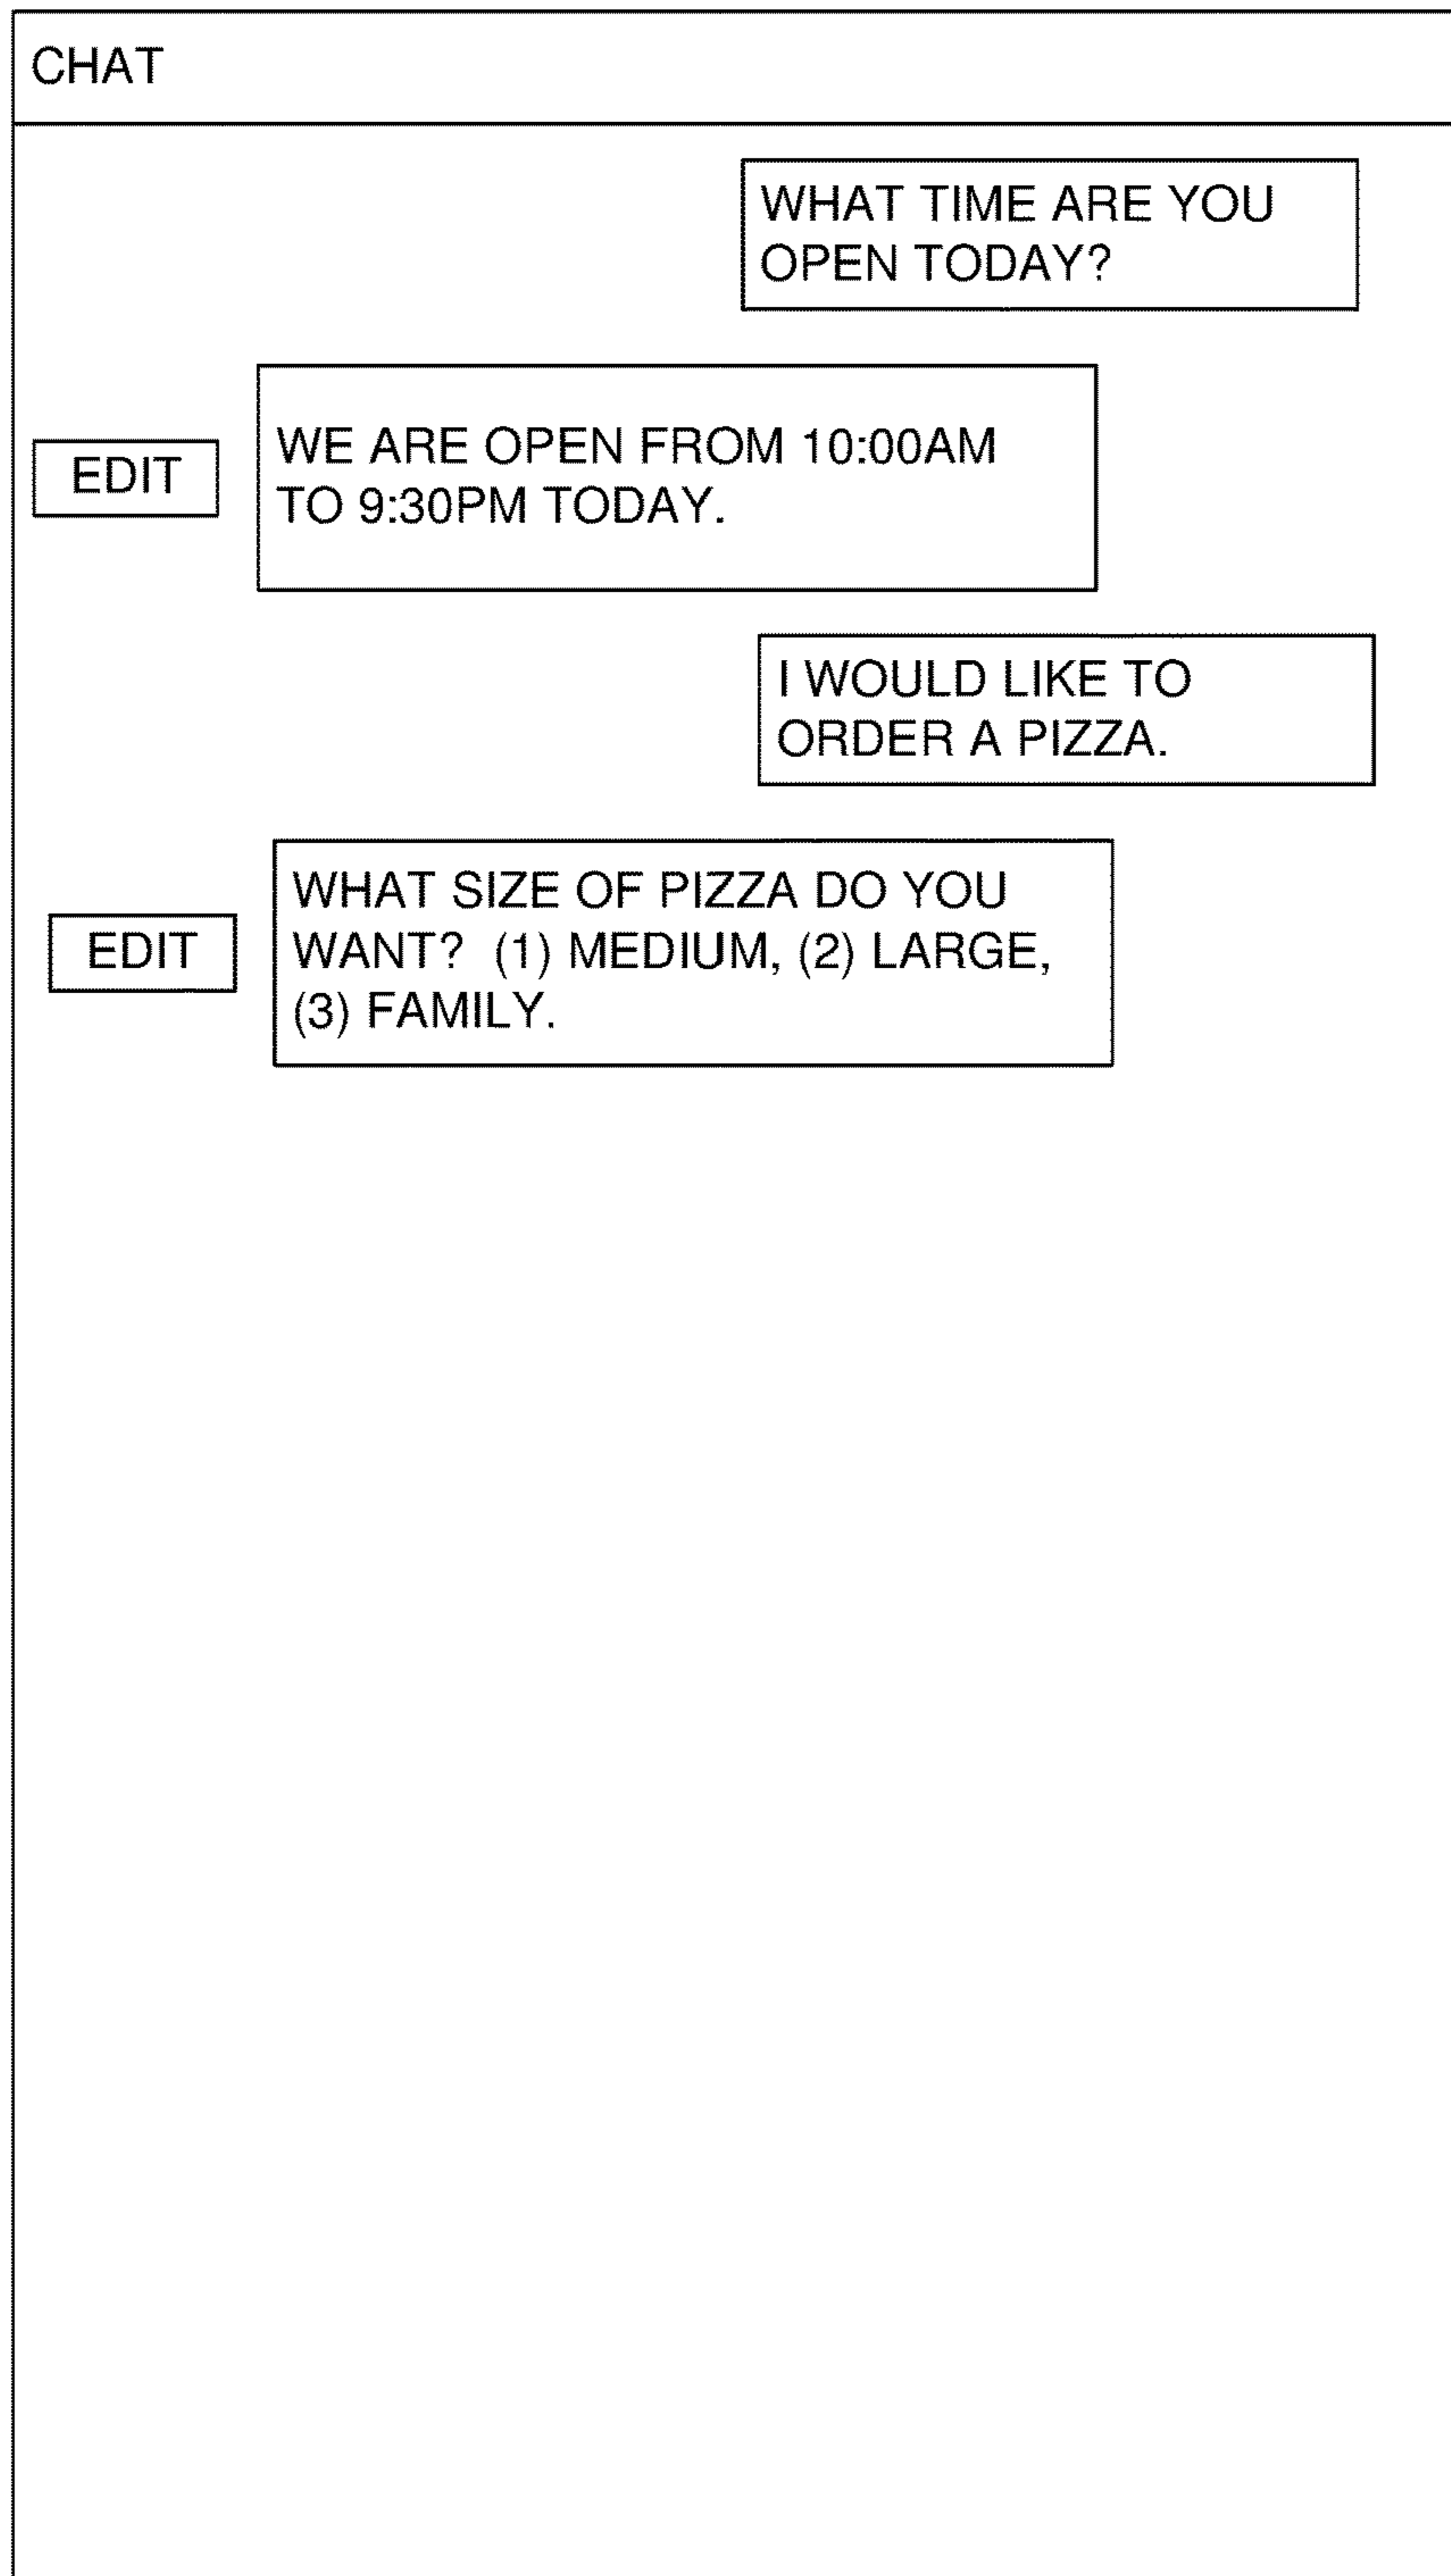 CHAT
WHAT TIME ARE YOU
OPEN TODAY?
EDIT
WE ARE OPEN FROM 10:00AM
TO 9:30PM TODAY.
I WOULD LIKE TO
ORDER A PIZZA.
EDIT
WHAT SIZE OF PIZZA DO YOU
WANT?  (1) MEDIUM, (2) LARGE,
(3) FAMILY.